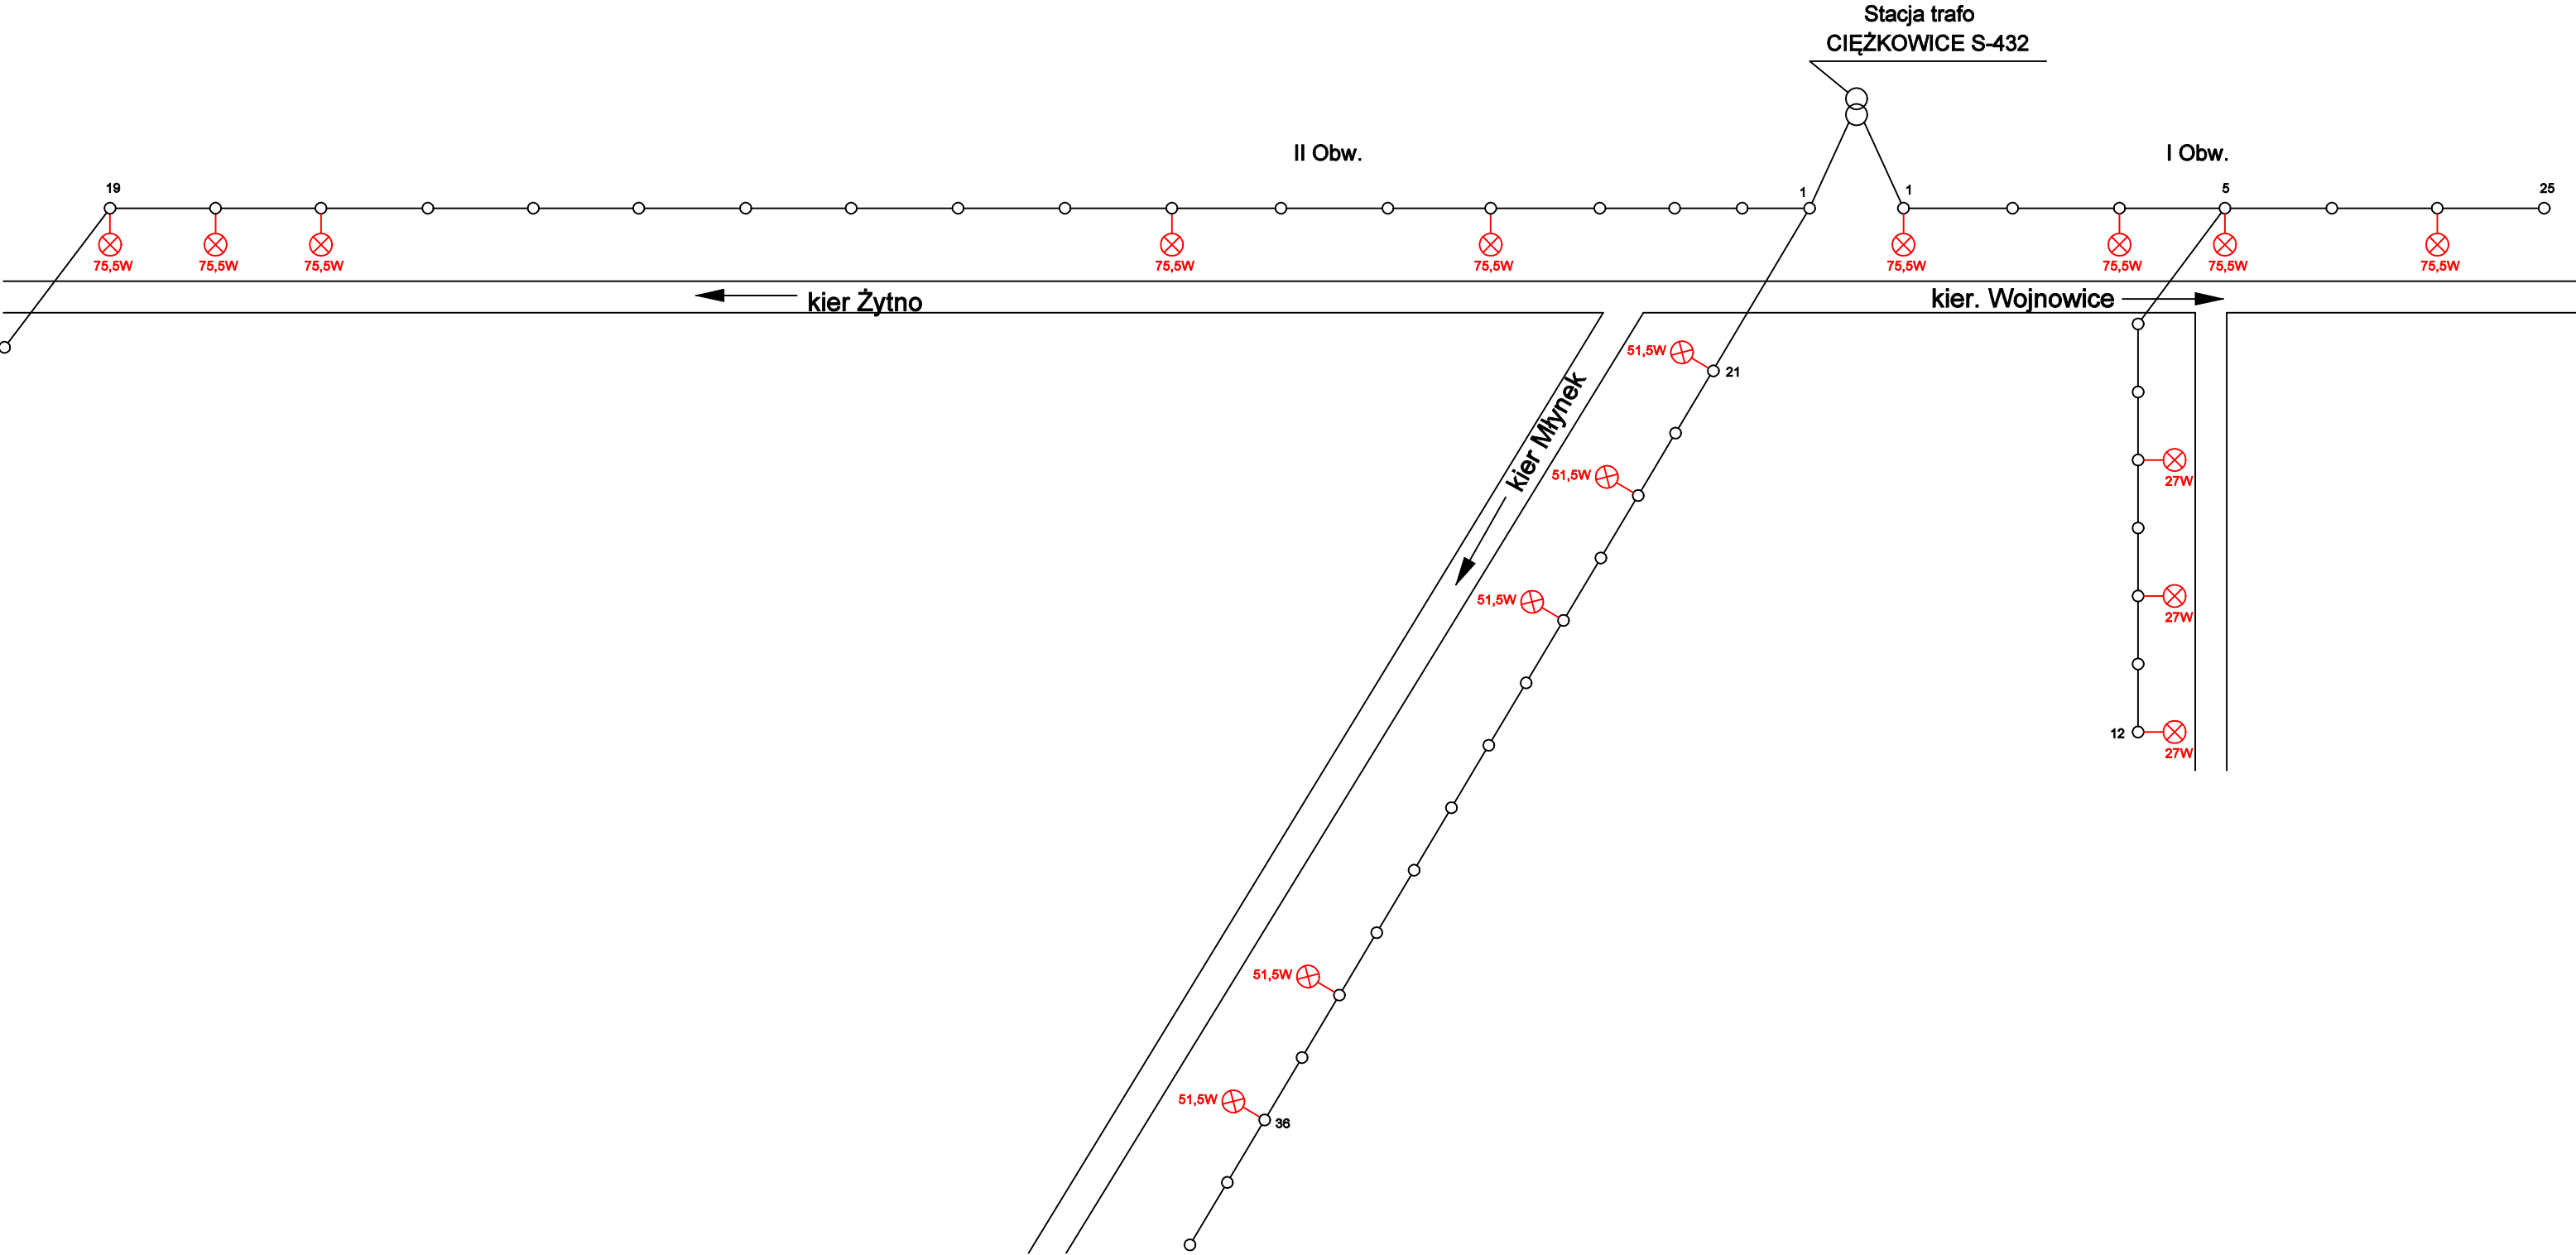 Stacja trafo
CIĘŻKOWICE S-432
II Obw.
I Obw.
19
1
1
5
25
75,5W
75,5W
75,5W
75,5W
75,5W
75,5W
75,5W
75,5W
75,5W
kier Żytno
kier. Wojnowice
51,5W
21
kier Młynek
51,5W
27W
51,5W
27W
12
27W
51,5W
51,5W
36